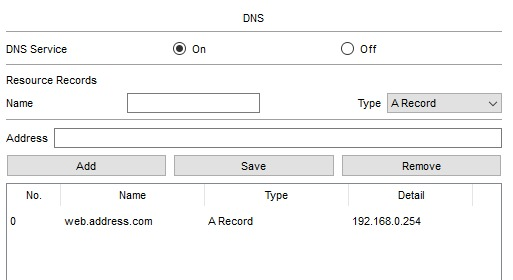 DNS
DNS Service On Off
Resource Records
Name Type A Record
Address
Add Save Remove
No. Name Type Detail
0 web.address.com A Record 192.168.0.254